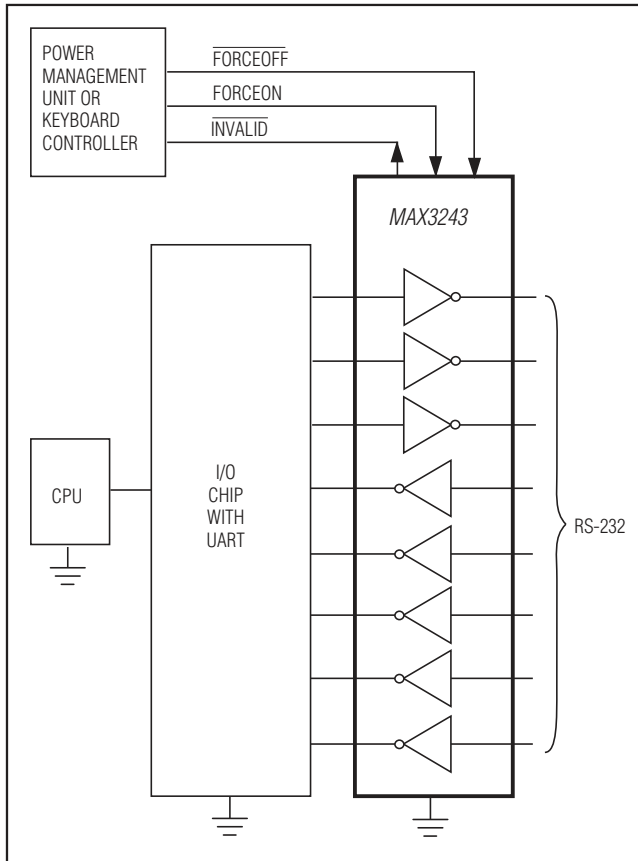 POWER
MANAGEMENT
UNIT OR
KEYBOARD
CONTROLLER
FORCEOFF
FORCEON
INVALID
MAX3243
CPU
I/O
CHIP
WITH
UART
RS-232